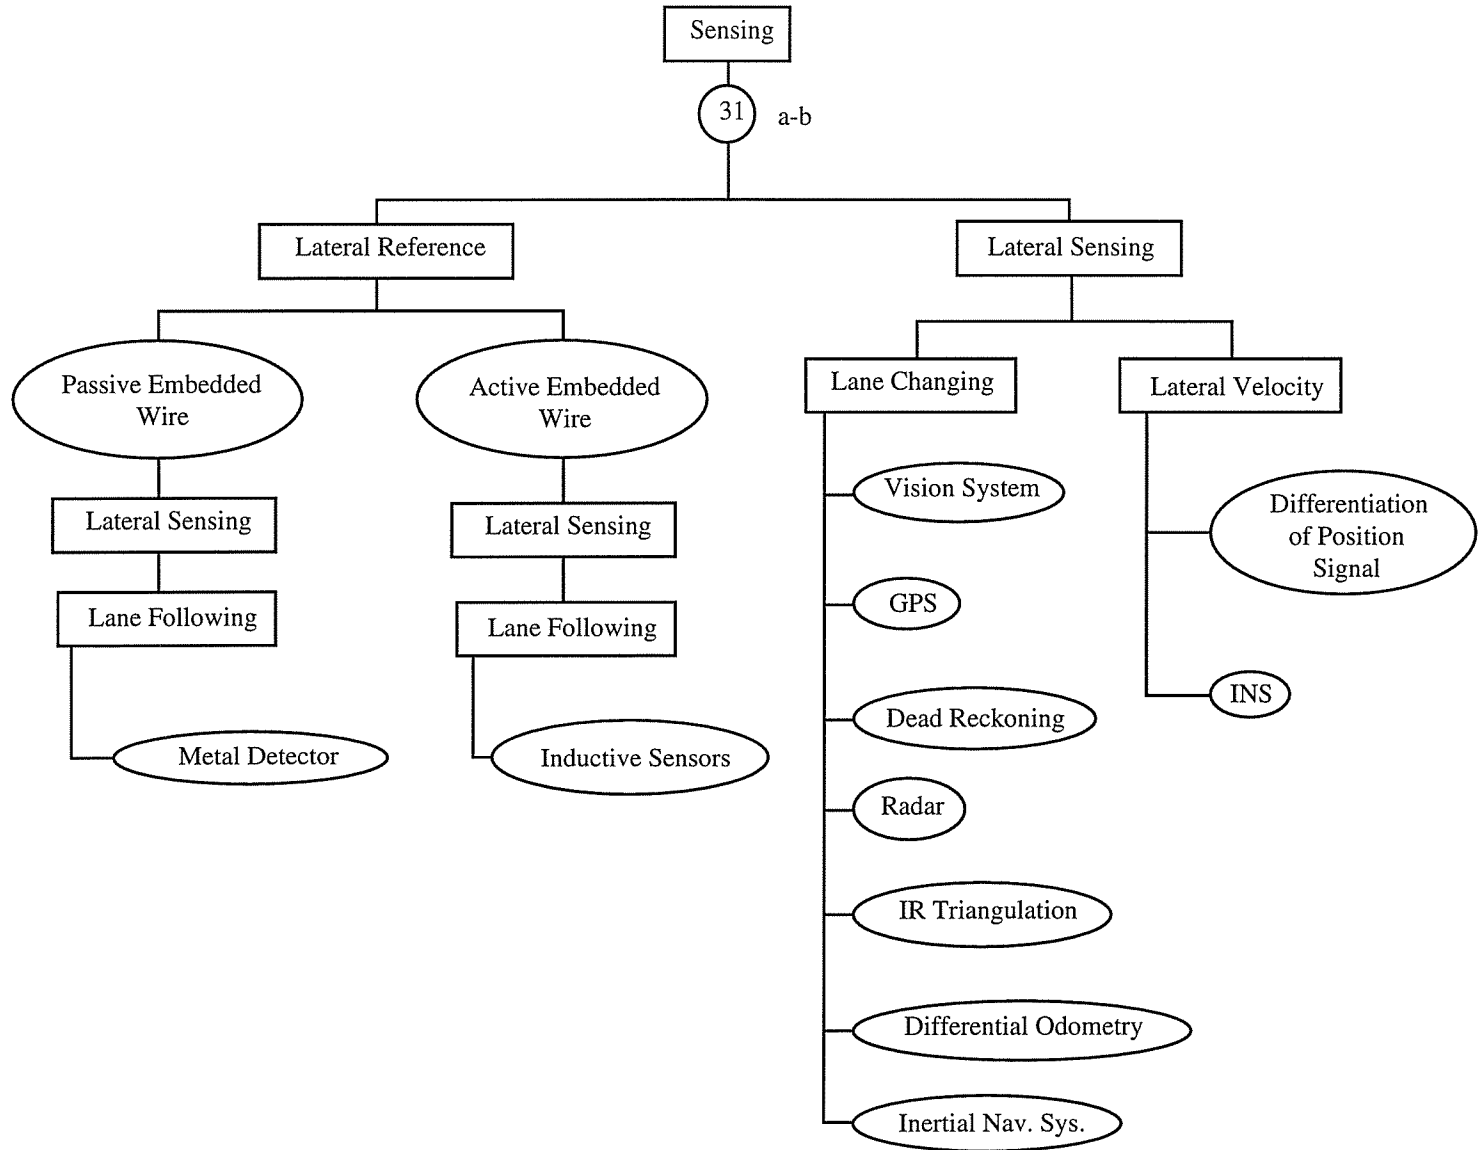 Sensing
31
a-b
Lateral Reference
Lateral Sensing
Passive Embedded
Wire
Active Embedded
Wire
Lane Changing
Lateral Velocity
Lateral Sensing
Lateral Sensing
Lane Following
Lane Following
Metal Detector
Inductive Sensors
Vision System
GPS
Dead Reckoning
Radar
IR Triangulation
Differential Odometry
Inertial Nav. Sys.
Differentiation
of Position
Signal
INS